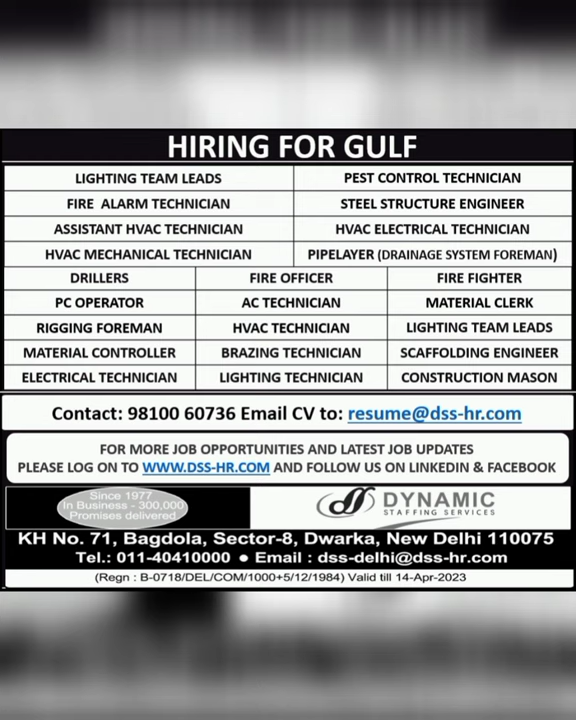 HIRING FOR GULF
LIGHTING TEAM LEADS PEST CONTROL TECHNICIAN
FIRE ALARM TECHNICIAN STEEL STRUCTURE ENGINEER
ASSISTANT HVAC TECHNICIAN HVAC ELECTRICAL TECHNICIAN
HVAC MECHANICAL TECHNICIAN PIPELAYER (DRAINAGE SYSTEM FOREMAN)
DRILLERS FIRE OFFICER FIRE FIGHTER
PC OPERATOR AC TECHNICIAN MATERIAL CLERK
RIGGING FOREMAN HVAC TECHNICIAN LIGHTING TEAM LEADS
MATERIAL CONTROLLER BRAZING TECHNICIAN SCAFFOLDING ENGINEER
ELECTRICAL TECHNICIAN LIGHTING TECHNICIAN CONSTRUCTION MASON
Contact: 98100 60736 Email CV to: resume@dss-hr.com
FOR MORE JOB OPPORTUNITIES AND LATEST JOB UPDATES
PLEASE LOG ON TO WWW.DSS-HR.COM AND FOLLOW US ON LINKEDIN & FACEBOOK
Since 1977
In Business - 300,000
Promises delivered
dss DYNAMIC
STAFFING SERVICES
KH No. 71, Bagdola, Sector-8, Dwarka, New Delhi 110075
Tel.: 011-40410000 ● Email : dss-delhi@dss-hr.com
(Regn : B-0718/DEL/COM/1000+5/12/1984) Valid till 14-Apr-2023